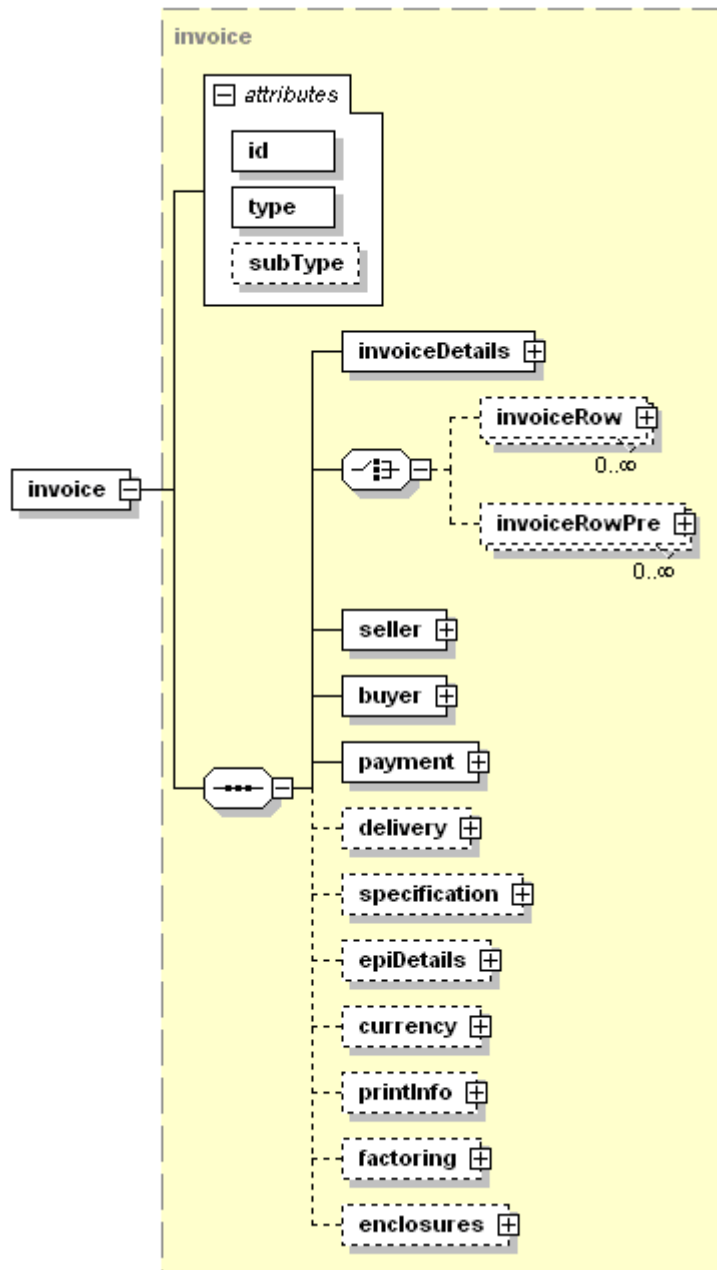 invoice
attributes
id
type
subType
invoiceDetails
invoiceRow
0..∞
invoice
invoiceRowPre
0..∞
seller
buyer
payment
delivery
specification
epiDetails
currency
printInfo
factoring
enclosures